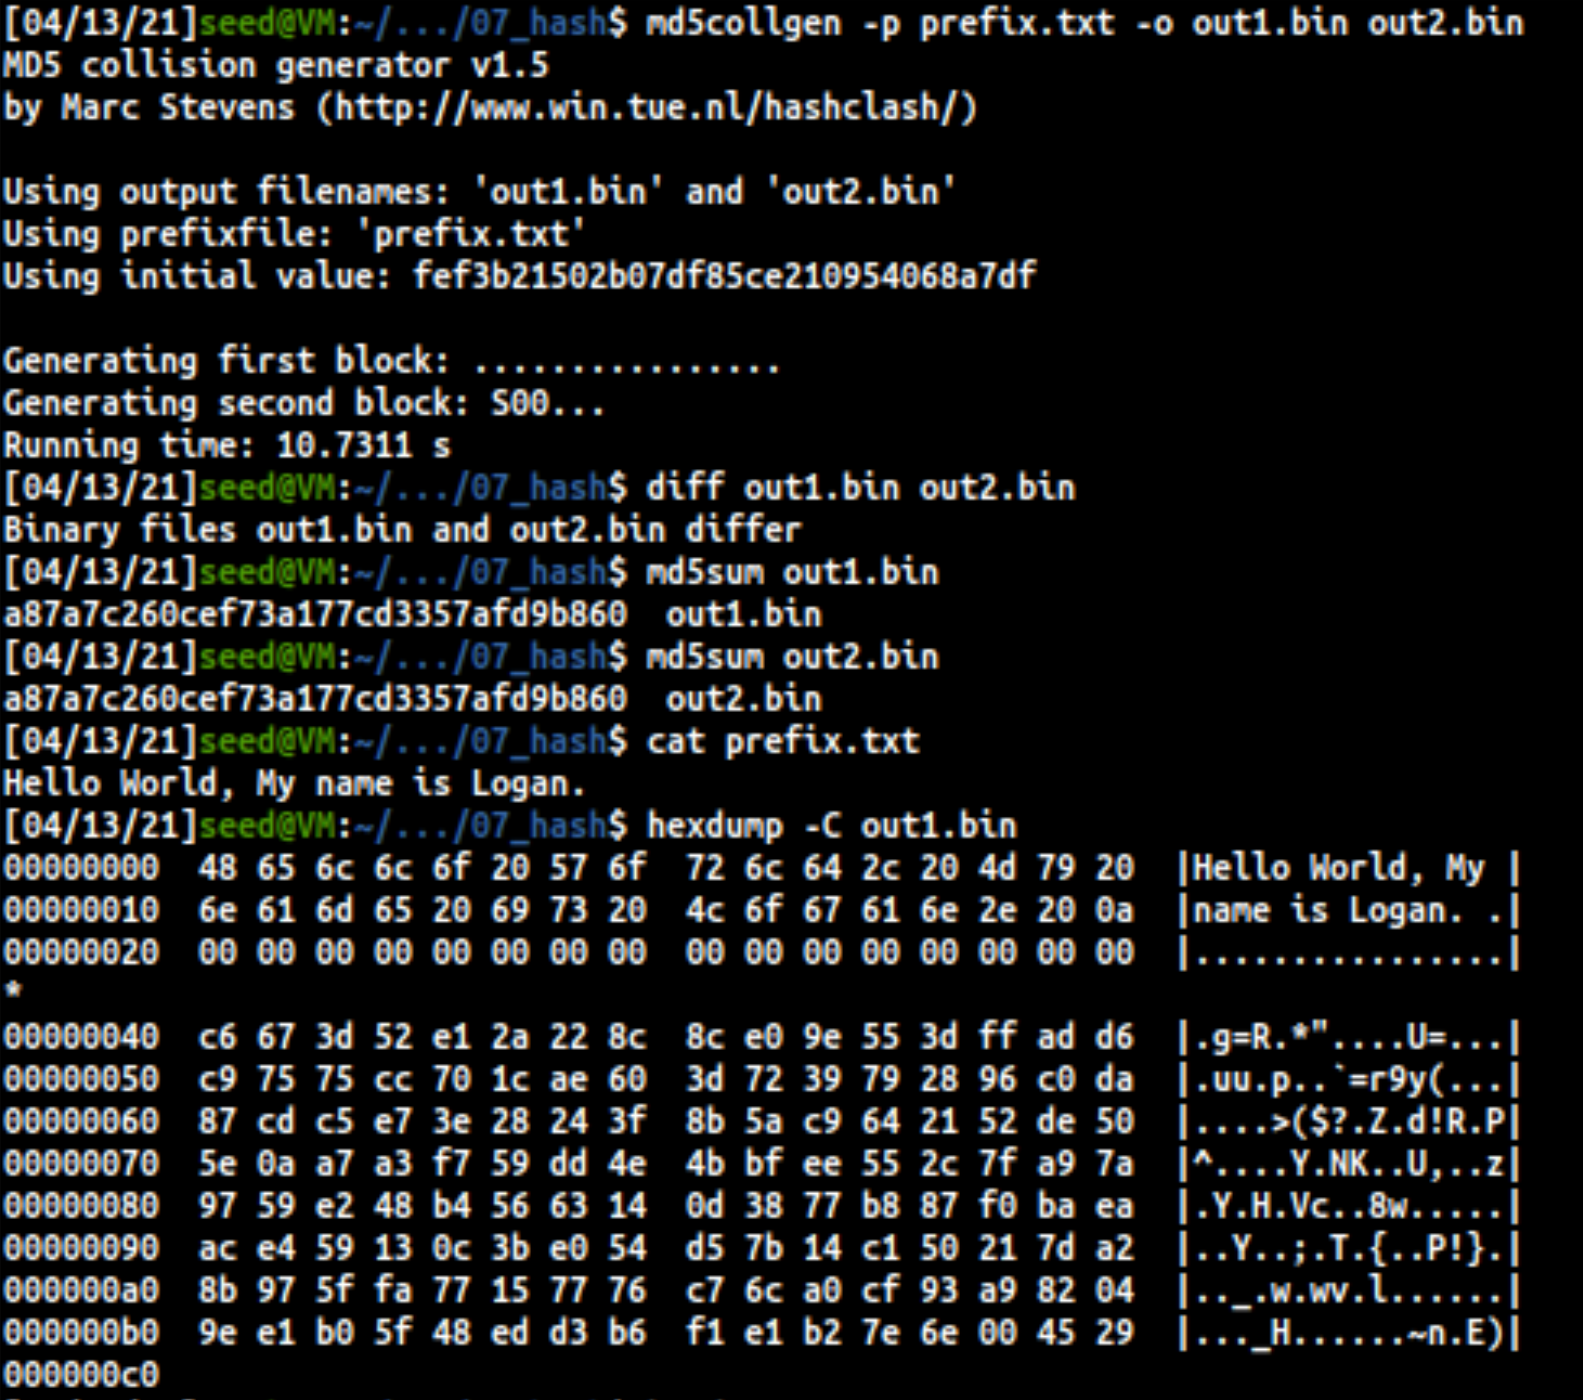 [04/13/21]seed@VM:~/.../07_hash$ md5collgen -p prefix.txt -o out1.bin out2.bin
MD5 collision generator v1.5
by Marc Stevens (http://www.win.tue.nl/hashclash/)
Using output filenames: 'out1.bin' and 'out2.bin'
Using prefixfile: 'prefix.txt'
Using initial value: fef3b21502b07df85ce210954068a7df
Generating first block: ................
Generating second block: S00...
Running time: 10.7311 s
[04/13/21]seed@VM:~/.../07_hash$ diff out1.bin out2.bin
Binary files out1.bin and out2.bin differ
[04/13/21]seed@VM:~/.../07_hash$ md5sum out1.bin
a87a7c260cef73a177cd3357afd9b860  out1.bin
[04/13/21]seed@VM:~/.../07_hash$ md5sum out2.bin
a87a7c260cef73a177cd3357afd9b860  out2.bin
[04/13/21]seed@VM:~/.../07_hash$ cat prefix.txt
Hello World, My name is Logan.
[04/13/21]seed@VM:~/.../07_hash$ hexdump -C out1.bin
00000000  48 65 6c 6c 6f 20 57 6f  72 6c 64 2c 20 4d 79 20  |Hello World, My |
00000010  6e 61 6d 65 20 69 73 20  4c 6f 67 61 6e 2e 20 0a  |name is Logan. .|
00000020  00 00 00 00 00 00 00 00  00 00 00 00 00 00 00 00  |................|
*
00000040  c6 67 3d 52 e1 2a 22 8c  8c e0 9e 55 3d ff ad d6  |.g=R.*"....U=...|
00000050  c9 75 75 cc 70 1c ae 60  3d 72 39 79 28 96 c0 da  |.uu.p..`=r9y(...|
00000060  87 cd c5 e7 3e 28 24 3f  8b 5a c9 64 21 52 de 50  |....>($?.Z.d!R.P|
00000070  5e 0a a7 a3 f7 59 dd 4e  4b bf ee 55 2c 7f a9 7a  |^....Y.NK..U,..z|
00000080  97 59 e2 48 b4 56 63 14  0d 38 77 b8 87 f0 ba ea  |.Y.H.Vc..8w.....|
00000090  ac e4 59 13 0c 3b e0 54  d5 7b 14 c1 50 21 7d a2  |..Y..;.T.{..P!}.|
000000a0  8b 97 5f fa 77 15 77 76  c7 6c a0 cf 93 a9 82 04  |.._.w.wv.l......|
000000b0  9e e1 b0 5f 48 ed d3 b6  f1 e1 b2 7e 6e 00 45 29  |..._H......~n.E)|
000000c0